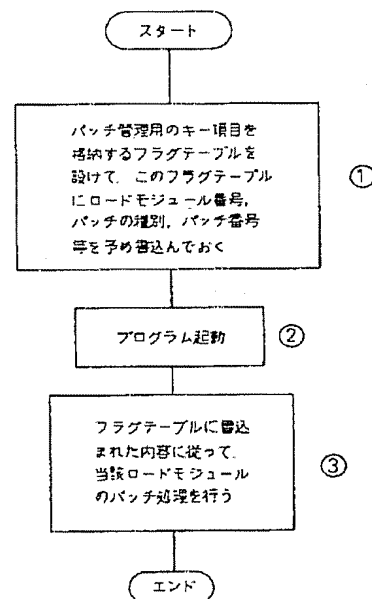 スタート
パッチ管理用のキー項目を
格納するフラグテーブルを
設けて、このフラグテーブル
にロードモジュール番号,
パッチの種別, パッチ番号
等を予め書込んでおく
①
プログラム起動
②
フラグテーブルに書込
まれた内容に従って,
当該ロードモジュール
のパッチ処理を行う
③
エンド